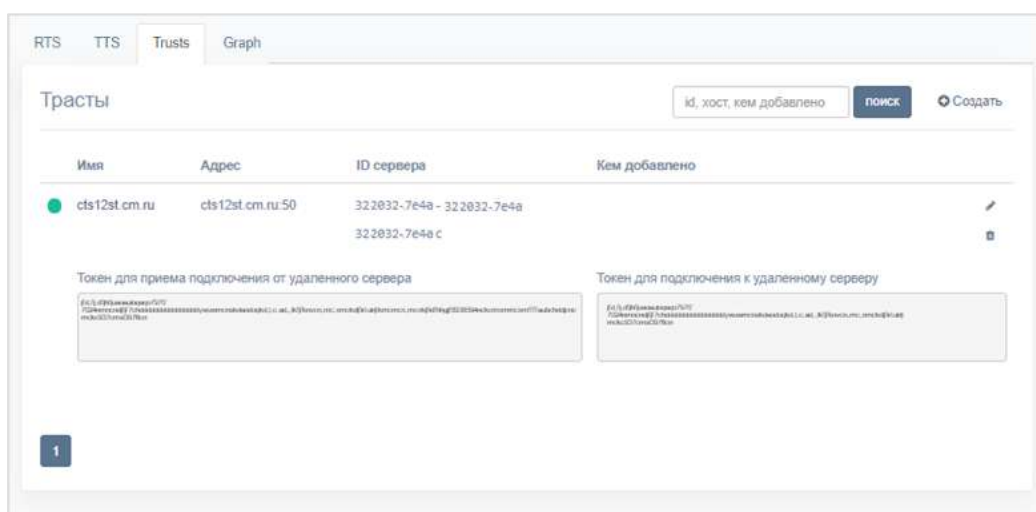 RTS TTS Trusts Graph
Трасты id, хост, кем добавлено поиск Создать
Имя Адрес ID сервера Кем добавлено
cts12st.cm.ru cts12st.cm.ru:50 322032-7e4a - 322032-7e4a
322032-7e4a c
Токен для приема подключения от удаленного сервера Токен для подключения к удаленному серверу
1